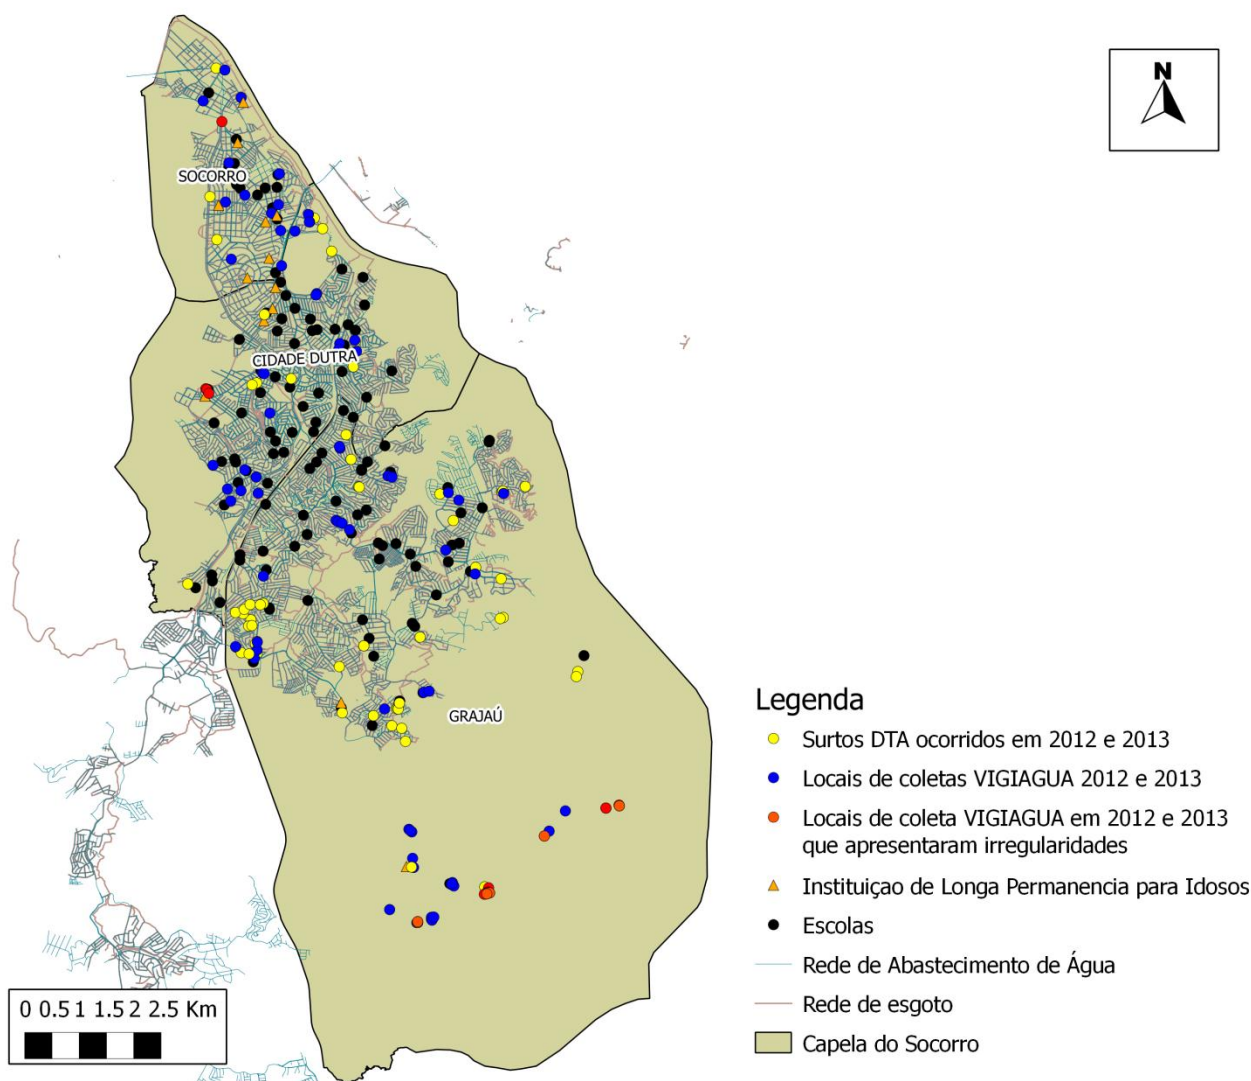 N
SOCORRO
CIDADE DUTRA
GRAJAÚ
Legenda
Surtos DTA ocorridos em 2012 e 2013
Locais de coletas VIGIAGUA 2012 e 2013
Locais de coleta VIGIAGUA em 2012 e 2013
que apresentaram irregularidades
Instituiçao de Longa Permanencia para Idosos
Escolas
Rede de Abastecimento de Água
Rede de esgoto
Capela do Socorro
0 0.5 1 1.5 2 2.5 Km